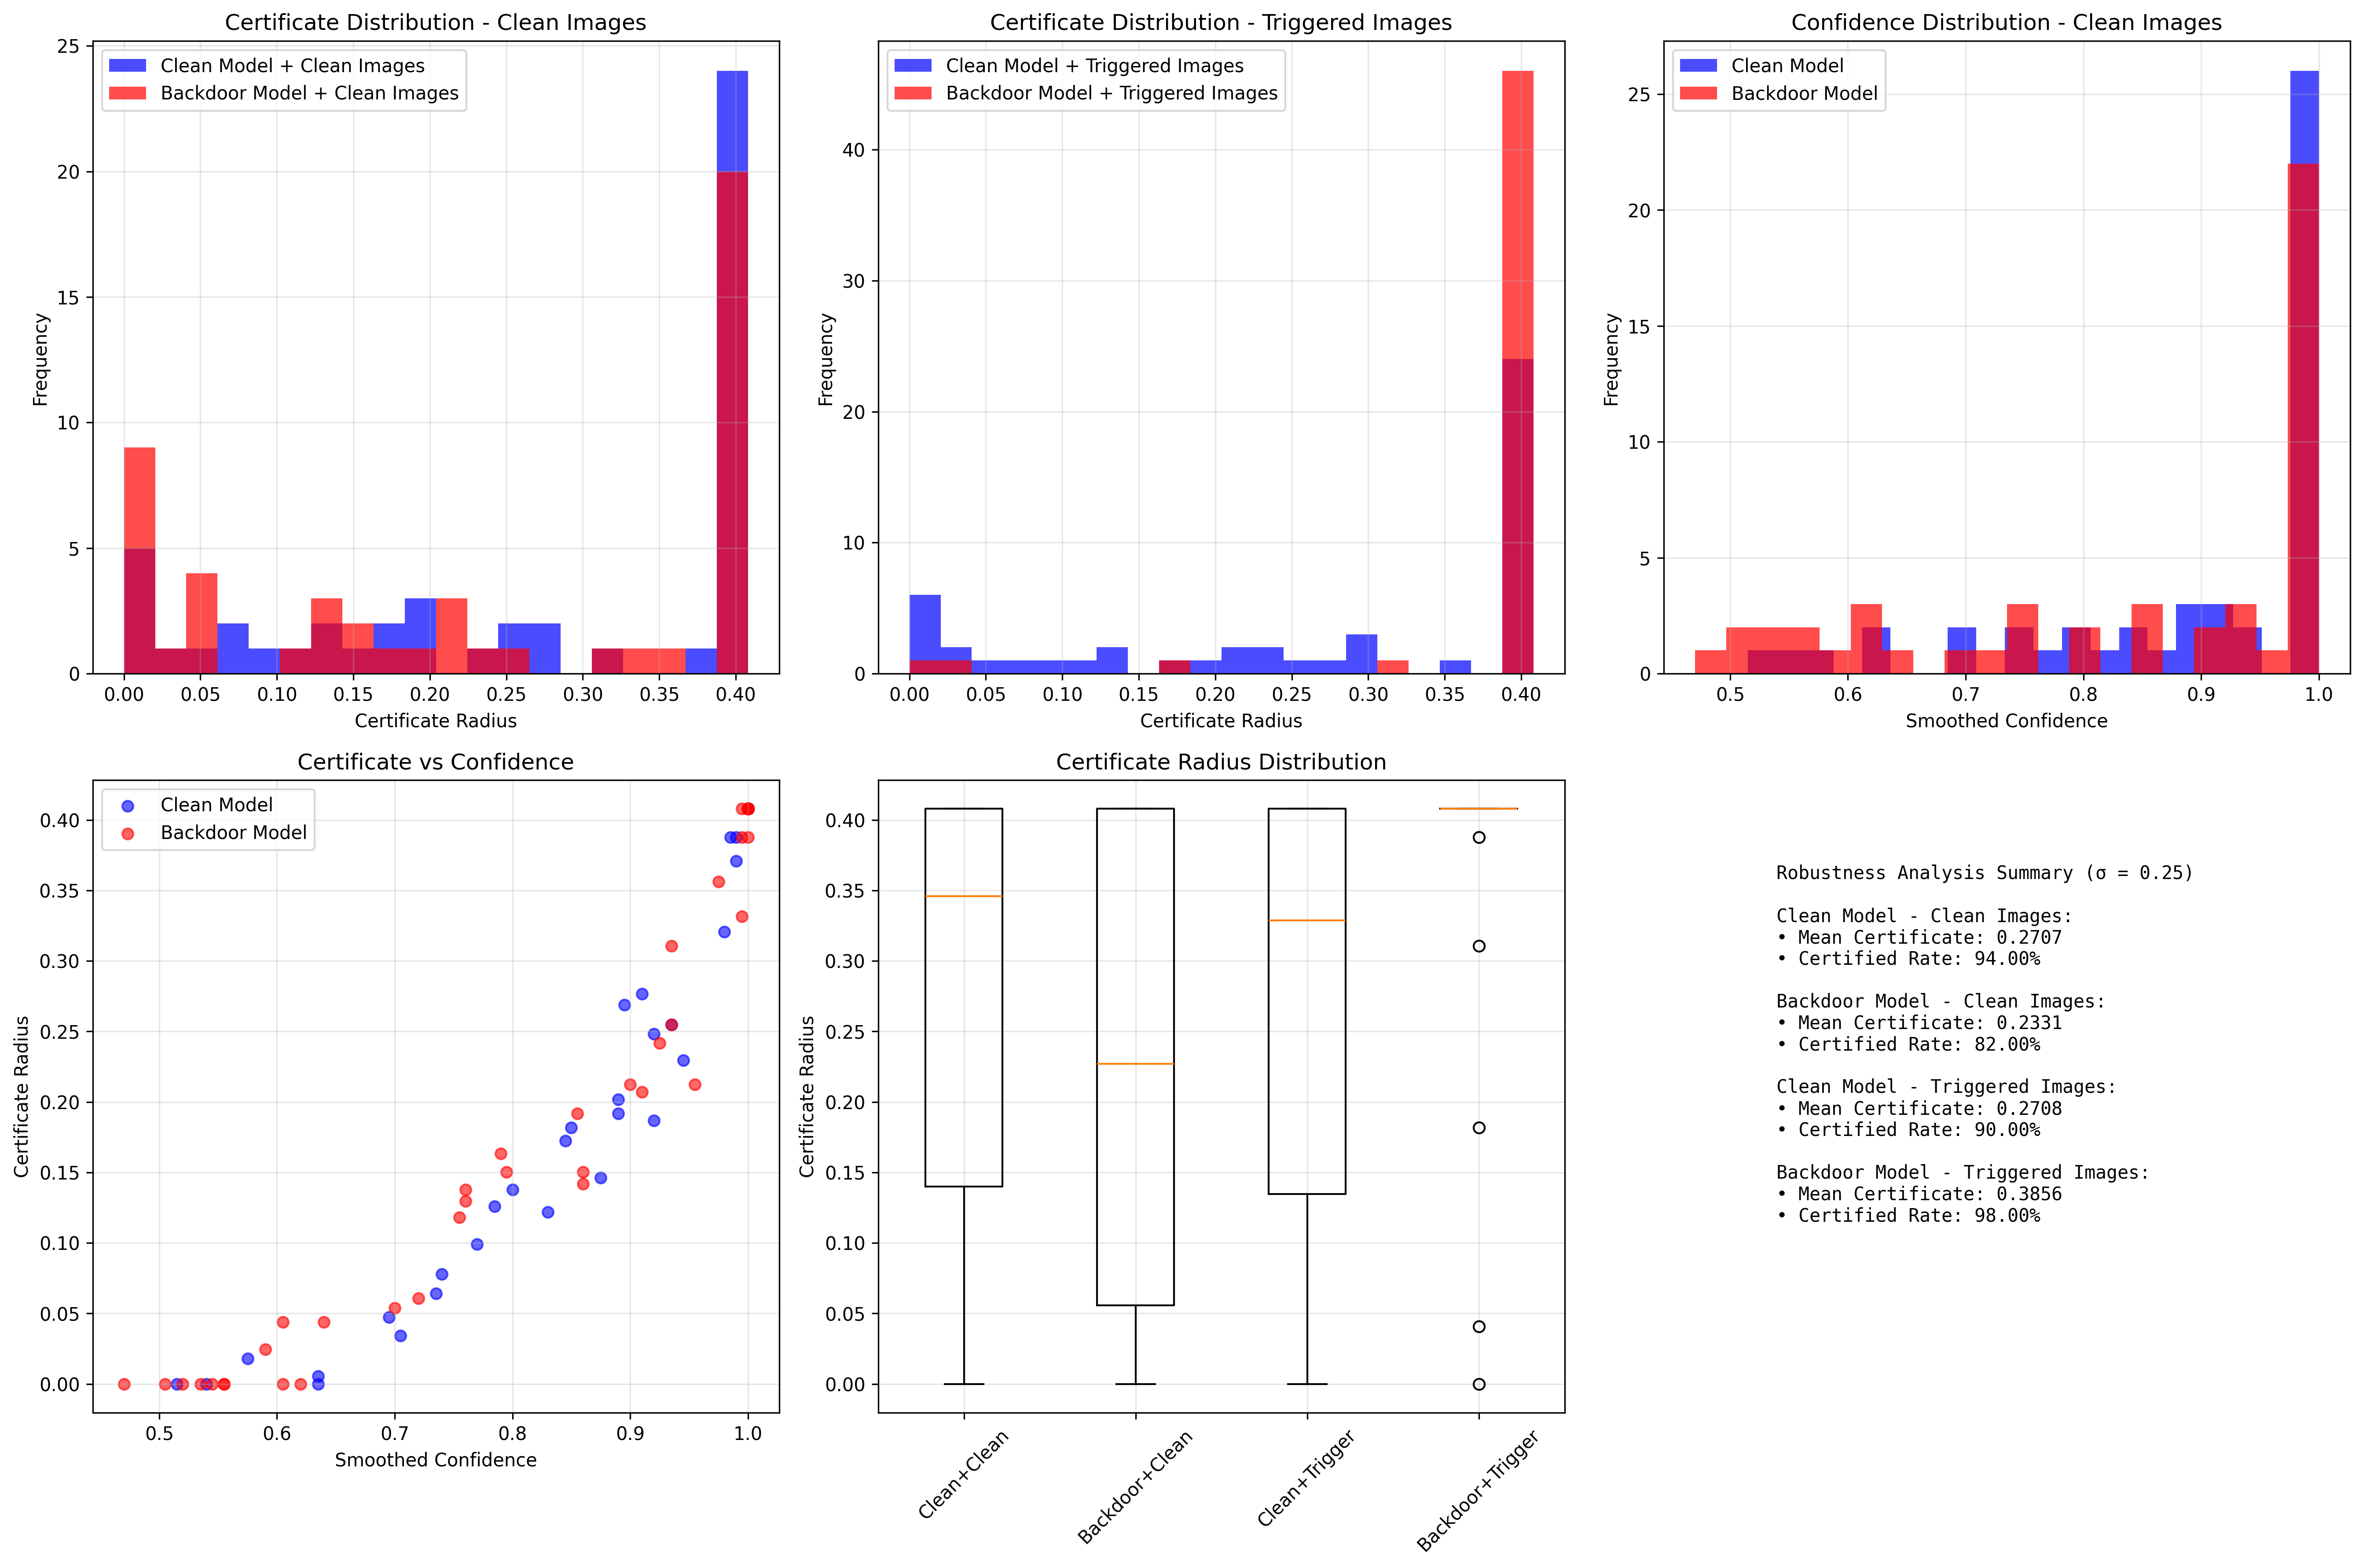 Certificate Distribution - Clean Images
25
20
15
10
5
0
Frequency
Clean Model + Clean Images
Backdoor Model + Clean Images
0.00 0.05 0.10 0.15 0.20 0.25 0.30 0.35 0.40
Certificate Radius
Certificate Distribution - Triggered Images
40
30
20
10
0
Frequency
Clean Model + Triggered Images
Backdoor Model + Triggered Images
0.00 0.05 0.10 0.15 0.20 0.25 0.30 0.35 0.40
Certificate Radius
Confidence Distribution - Clean Images
25
20
15
10
5
0
Frequency
Clean Model
Backdoor Model
0.5 0.6 0.7 0.8 0.9 1.0
Smoothed Confidence
Certificate vs Confidence
0.40
0.35
0.30
0.25
0.20
0.15
0.10
0.05
0.00
Certificate Radius
Clean Model
Backdoor Model
0.5 0.6 0.7 0.8 0.9 1.0
Smoothed Confidence
Certificate Radius Distribution
0.40
0.35
0.30
0.25
0.20
0.15
0.10
0.05
0.00
Certificate Radius
Clean+Clean
Backdoor+Clean
Clean+Trigger
Backdoor+Trigger
Robustness Analysis Summary (σ = 0.25)
Clean Model - Clean Images:
• Mean Certificate: 0.2707
• Certified Rate: 94.00%
Backdoor Model - Clean Images:
• Mean Certificate: 0.2331
• Certified Rate: 82.00%
Clean Model - Triggered Images:
• Mean Certificate: 0.2708
• Certified Rate: 90.00%
Backdoor Model - Triggered Images:
• Mean Certificate: 0.3856
• Certified Rate: 98.00%